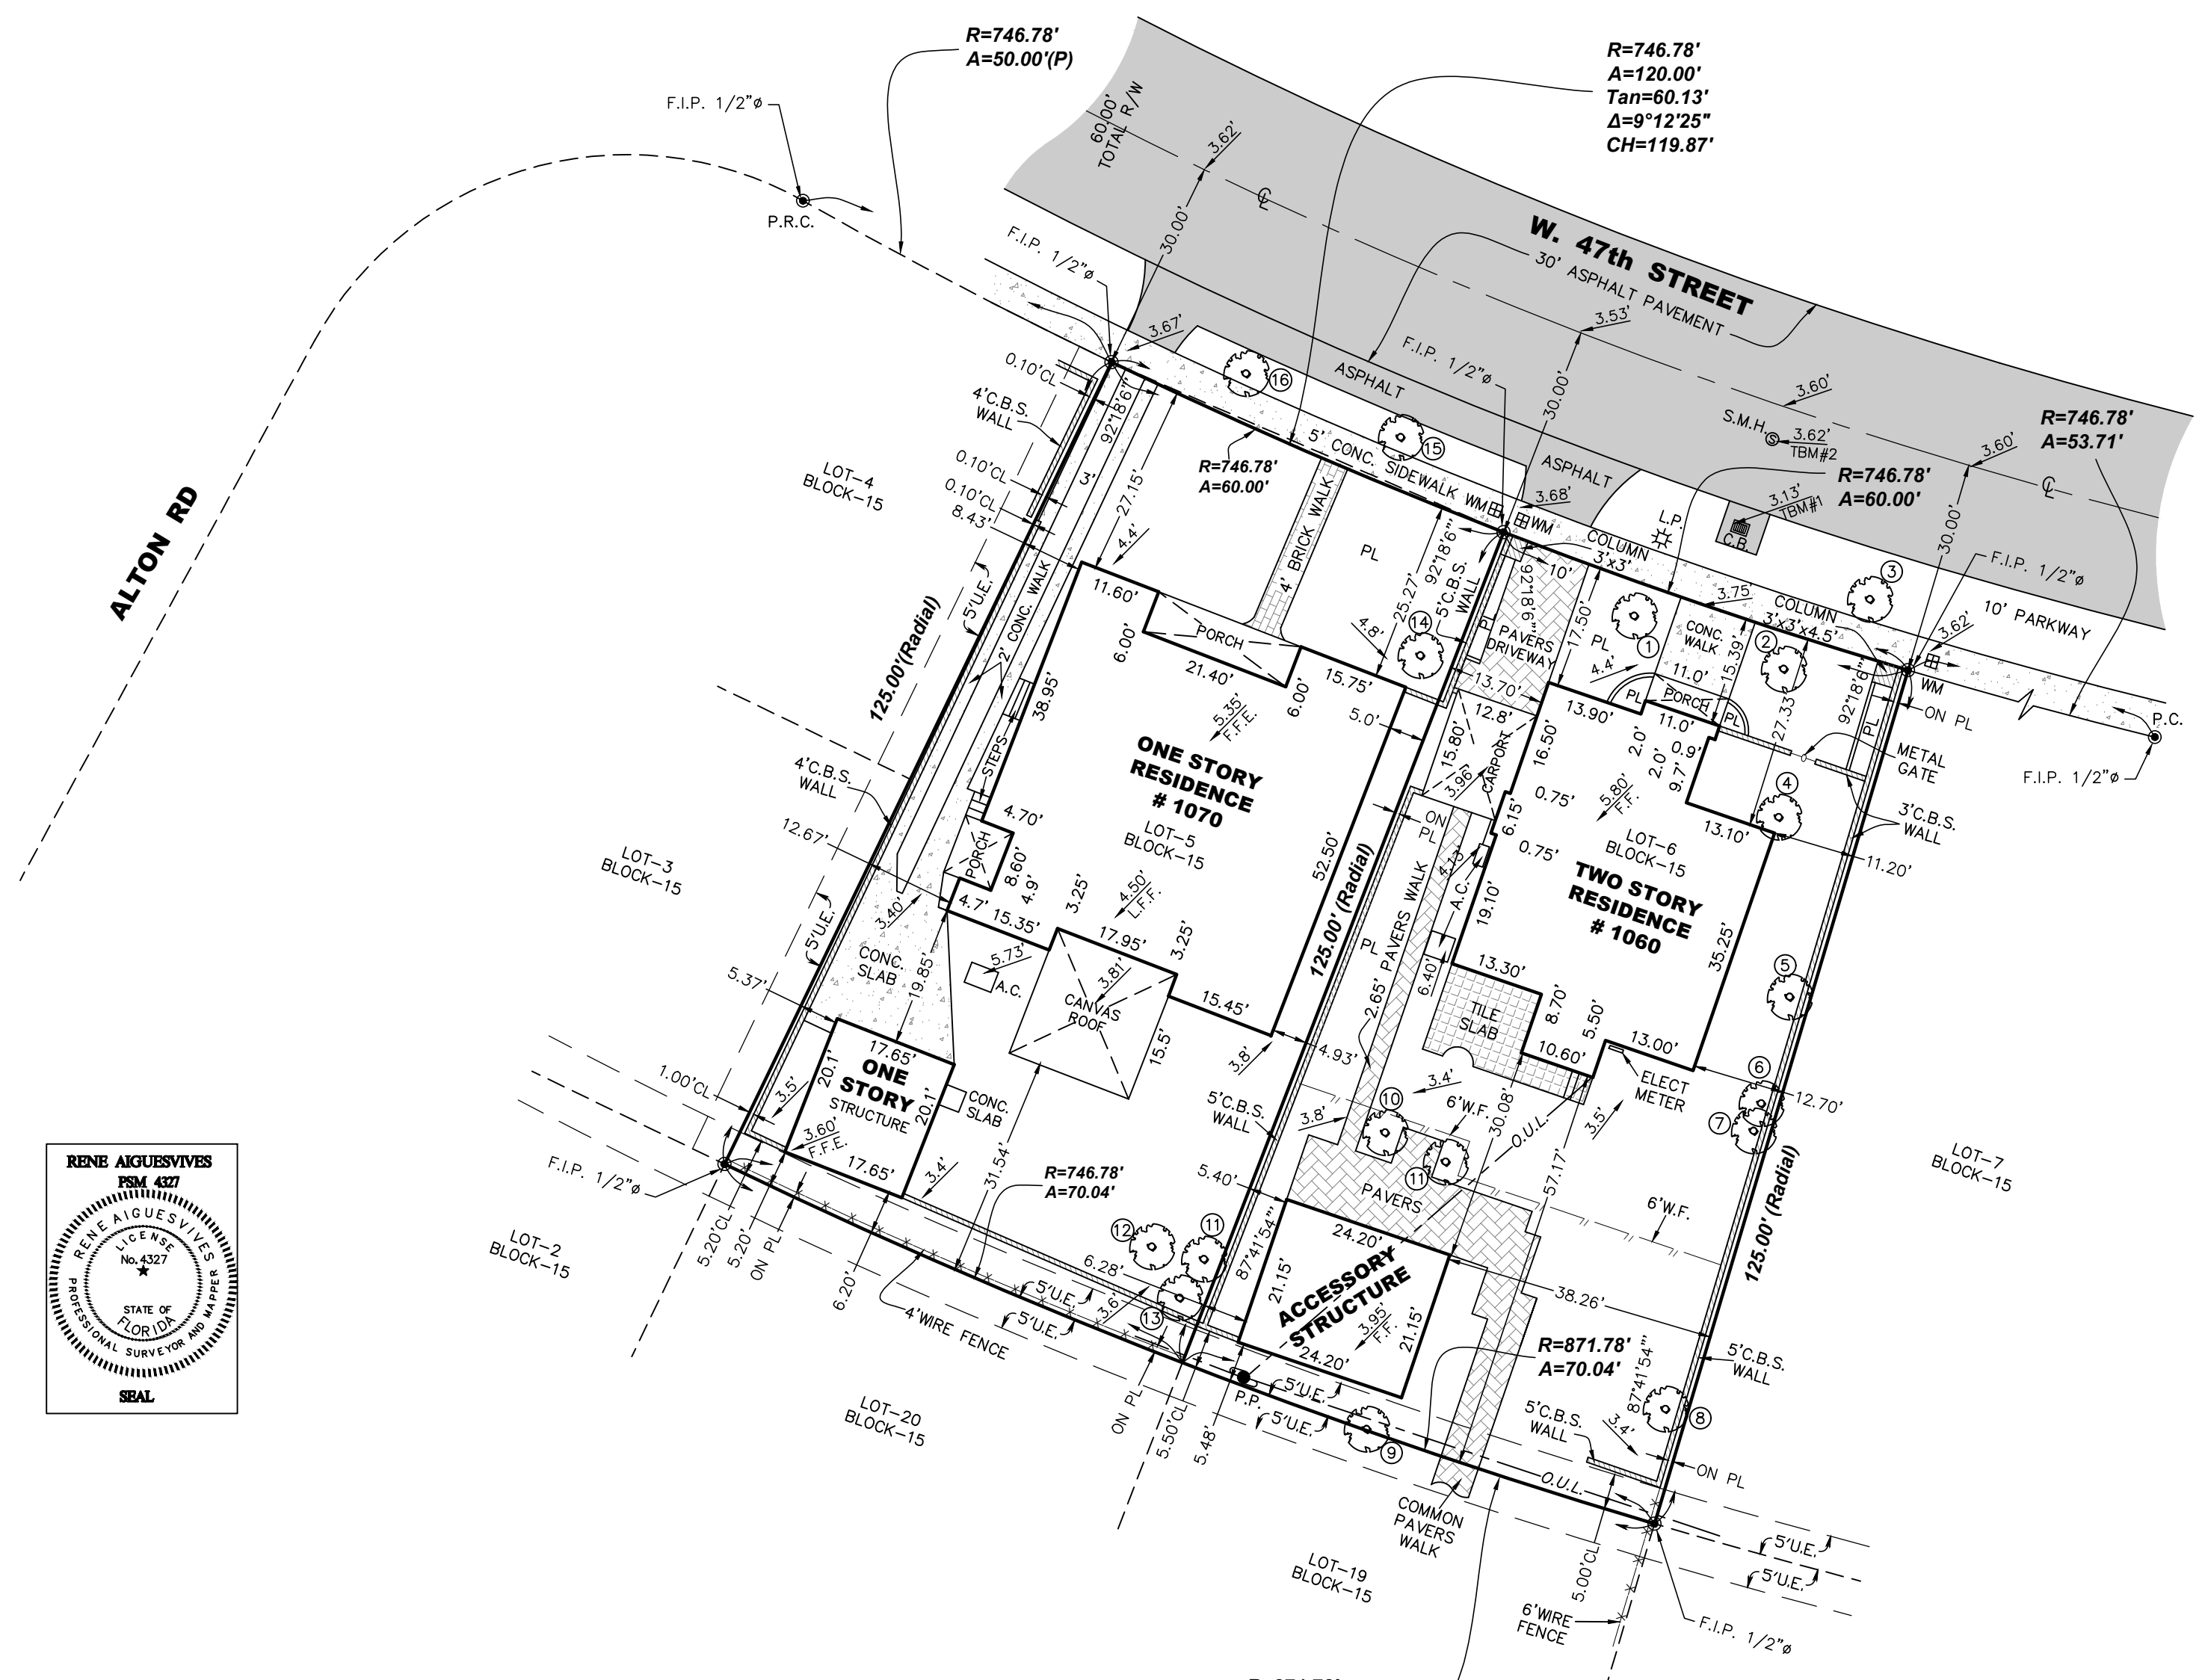 R=746.78'
A=50.00'(P)
R=746.78'
A=120.00'
Tan=60.13'
Δ=9°12'25"
CH=119.87'
F.I.P. 1/2"ø
P.R.C.
60.00'
TOTAL R/W
3.62'
30.00'
℄
W. 47th STREET
30' ASPHALT PAVEMENT
F.I.P. 1/2"ø
3.67'
ASPHALT
F.I.P. 1/2"ø
3.53'
30.00'
3.60'
S.M.H.
S
3.62'
TBM#2
R=746.78'
A=53.71'
3.60'
℄
30.00'
16
15
5' CONC. SIDEWALK
WM
WM
3.68'
ASPHALT
R=746.78'
A=60.00'
3.13'
TBM#1
C.B.
L.P.
COLUMN
3'x3'
10'
F.I.P. 1/2"ø
3
10' PARKWAY
3.75
COLUMN
3'x3'x4.5'
3.62'
WM
P.C.
F.I.P. 1/2"ø
ON PL
METAL
GATE
3'C.B.S.
WALL
11.20'
0.10'CL
4'C.B.S.
WALL
0.10'CL
0.10'CL
8.43'
92°18'6"
3'
27.15'
4.4'
R=746.78'
A=60.00'
4' BRICK WALK
PL
25.27'
92°18'6"
5'C.B.S.
WALL
PL
14
4.8'
LOT-4
BLOCK-15
ALTON RD
125.00'(Radial)
5'U.E.
2' CONC. WALK
11.60'
6.00'
PORCH
21.40'
6.00'
15.75'
5.0'
38.95'
STEPS
5.35'
F.F.E.
ONE STORY
RESIDENCE
# 1070
LOT-5
BLOCK-15
52.50'
4.70'
PORCH
8.60'
4.9'
4.7'
15.35'
3.25'
17.95'
3.25'
4.50'
L.F.F.
15.45'
4'C.B.S.
WALL
12.67'
LOT-3
BLOCK-15
3.40'
5'U.E.
CONC.
SLAB
19.85'
5.73'
A.C.
3.81'
CANVAS
ROOF
15.5'
3.8'
4.93'
5.37'
1.00'CL
3.5'
20.1'
17.65'
ONE
STORY
STRUCTURE
20.1'
3.60'
F.F.E.
17.65'
CONC.
SLAB
3.4'
31.54'
R=746.78'
A=70.04'
5'C.B.S.
WALL
5.40'
F.I.P. 1/2"ø
5.20'CL
5.20'
ON PL
6.20'
4'WIRE FENCE
12
11
13
6.28'
3.6'
5'U.E.
5'U.E.
LOT-2
BLOCK-15
LOT-20
BLOCK-15
92°18'6"
PAVERS
DRIVEWAY
17.50'
PL
1
4.4'
CONC.
WALK
11.0'
15.39'
2
PL
PORCH
PL
27.33'
92°18'6"
PL
13.70'
12.8'
15.80'
3.96'
CARPORT
13.90'
16.50'
2.0'
11.0'
2.0'
0.9'
9.7'
13.10'
4
0.75'
6.15'
0.75'
5.80'
F.F.
LOT-6
BLOCK-15
TWO STORY
RESIDENCE
# 1060
35.25'
ON
PL
PL
125.00' (Radial)
2.65' PAVERS WALK
4.73'
A.C.
19.10'
6.40'
13.30'
TILE
SLAB
8.70'
10.60'
5.50'
13.00'
ELECT
METER
5
6
7
12.70'
3.8'
10
3.4'
6'W.F.
11
PAVERS
30.08'
O.U.L.
3.5'
57.17'
6'W.F.
125.00' (Radial)
LOT-7
BLOCK-15
87°41'54"
24.20'
21.15'
ACCESSORY
STRUCTURE
3.95'
F.F.
21.15'
24.20'
38.26'
R=871.78'
A=70.04'
87°41'54"
5'C.B.S.
WALL
8
5'C.B.S.
WALL
3.4'
ON PL
P.P.
5'U.E.
5'U.E.
9
ON PL
5.50'CL
5.48'
O.U.L.
COMMON
PAVERS
WALK
LOT-19
BLOCK-15
5.00'CL
6'WIRE
FENCE
5'U.E.
5'U.E.
F.I.P. 1/2"ø
RENE AIGUESVIVES
PSM 4327
RENE AIGUESVIVES
LICENSE
No. 4327
STATE OF
FLORIDA
PROFESSIONAL SURVEYOR AND MAPPER
SEAL